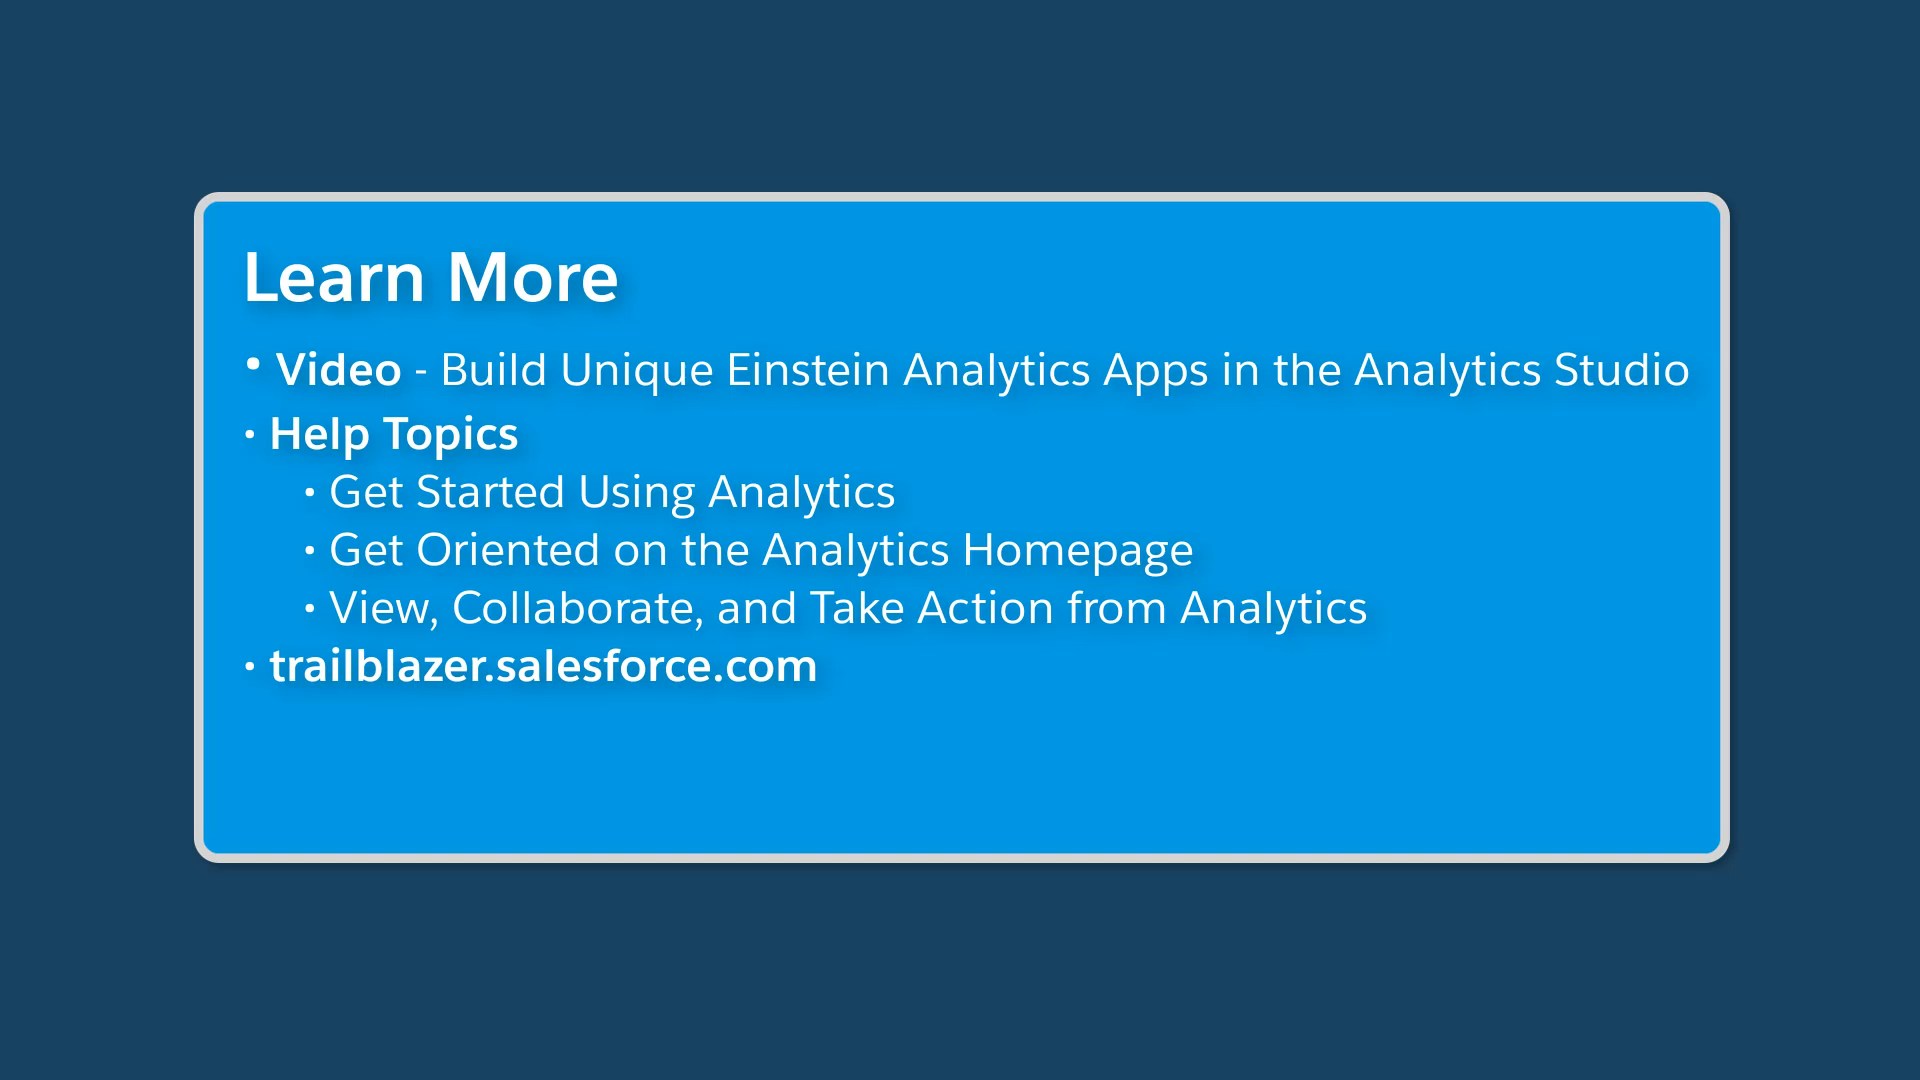 Learn More
• Video - Build Unique Einstein Analytics Apps in the Analytics Studio
• Help Topics
• Get Started Using Analytics
• Get Oriented on the Analytics Homepage
• View, Collaborate, and Take Action from Analytics
• trailblazer.salesforce.com